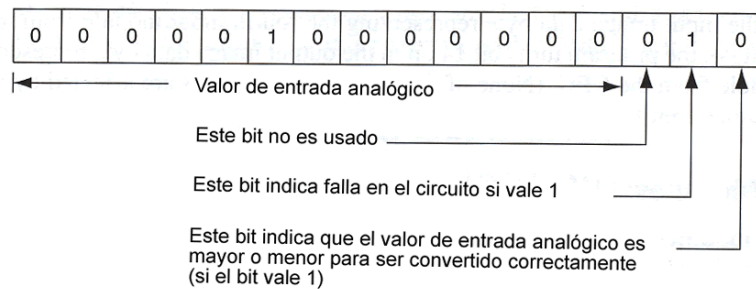 0 0 0 0 0 1 0 0 0 0 0 0 0 0 1 0
Valor de entrada analógico
Este bit no es usado
Este bit indica falla en el circuito si vale 1
Este bit indica que el valor de entrada analógico es
mayor o menor para ser convertido correctamente
(si el bit vale 1)